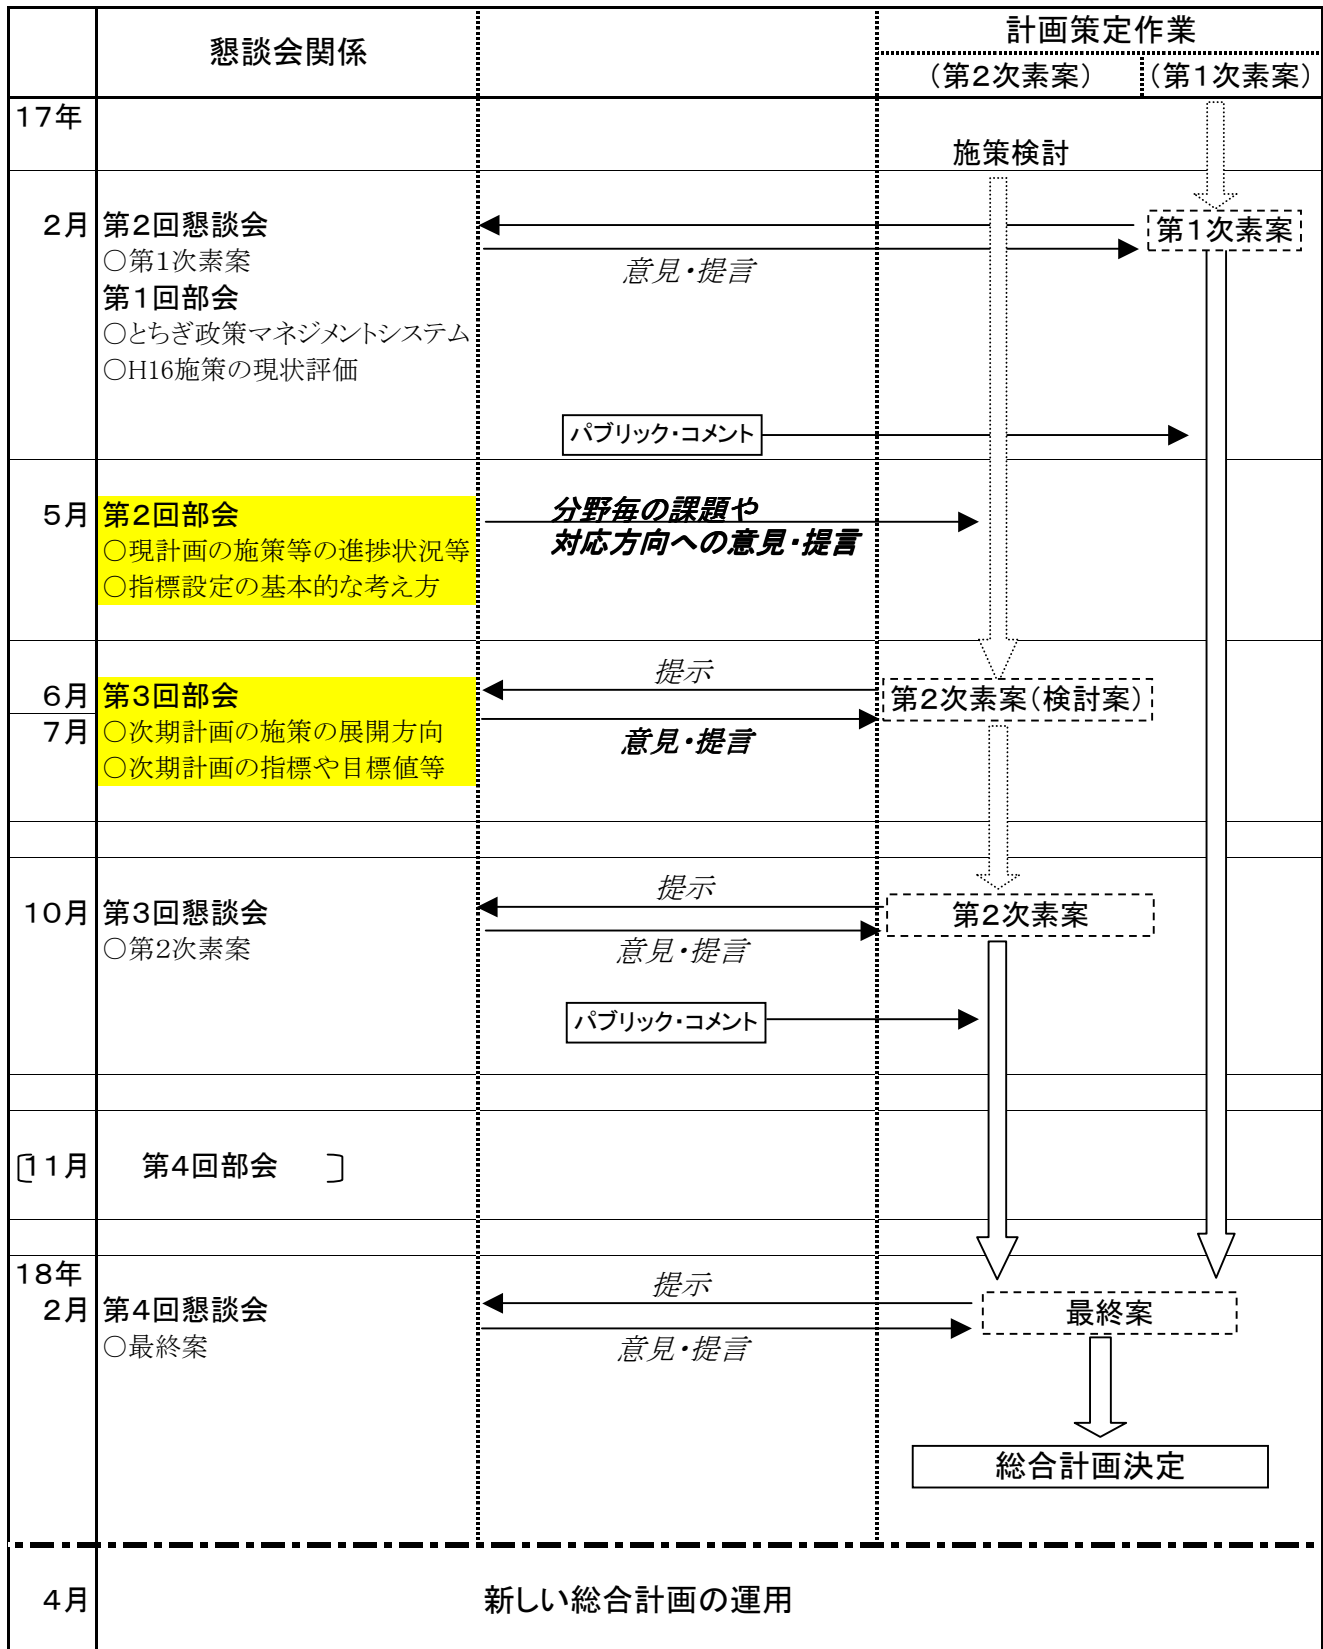 懇談会関係
計画策定作業
（第２次素案）
（第１次素案）
17年
施策検討
2月
第2回懇談会
第1次素案
○第1次素案
意見・提言
第1回部会
○とちぎ政策マネジメントシステム
○H16施策の現状評価
パブリック・コメント
5月
第2回部会
分野毎の課題や
対応方向への意見・提言
○現計画の施策等の進捗状況等
○指標設定の基本的な考え方
提示
6月
第3回部会
第2次素案（検討案）
7月
○次期計画の施策の展開方向
意見・提言
○次期計画の指標や目標値等
提示
10月
第3回懇談会
第2次素案
○第2次素案
意見・提言
パブリック・コメント
〔11月　第4回部会　〕
18年
提示
2月
第4回懇談会
最終案
○最終案
意見・提言
総合計画決定
4月
新しい総合計画の運用